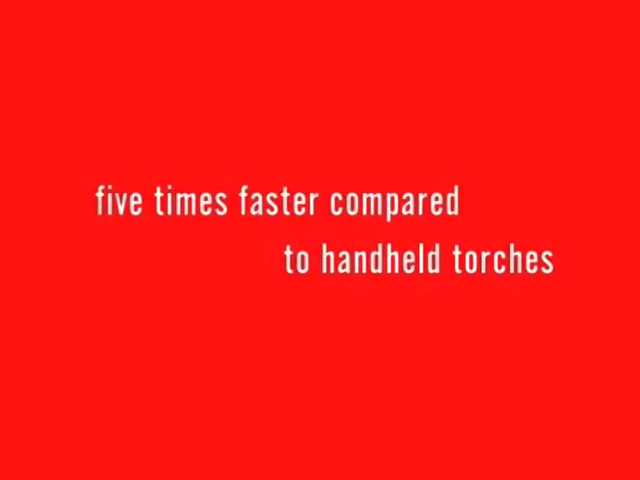 five times faster compared
to handheld torches